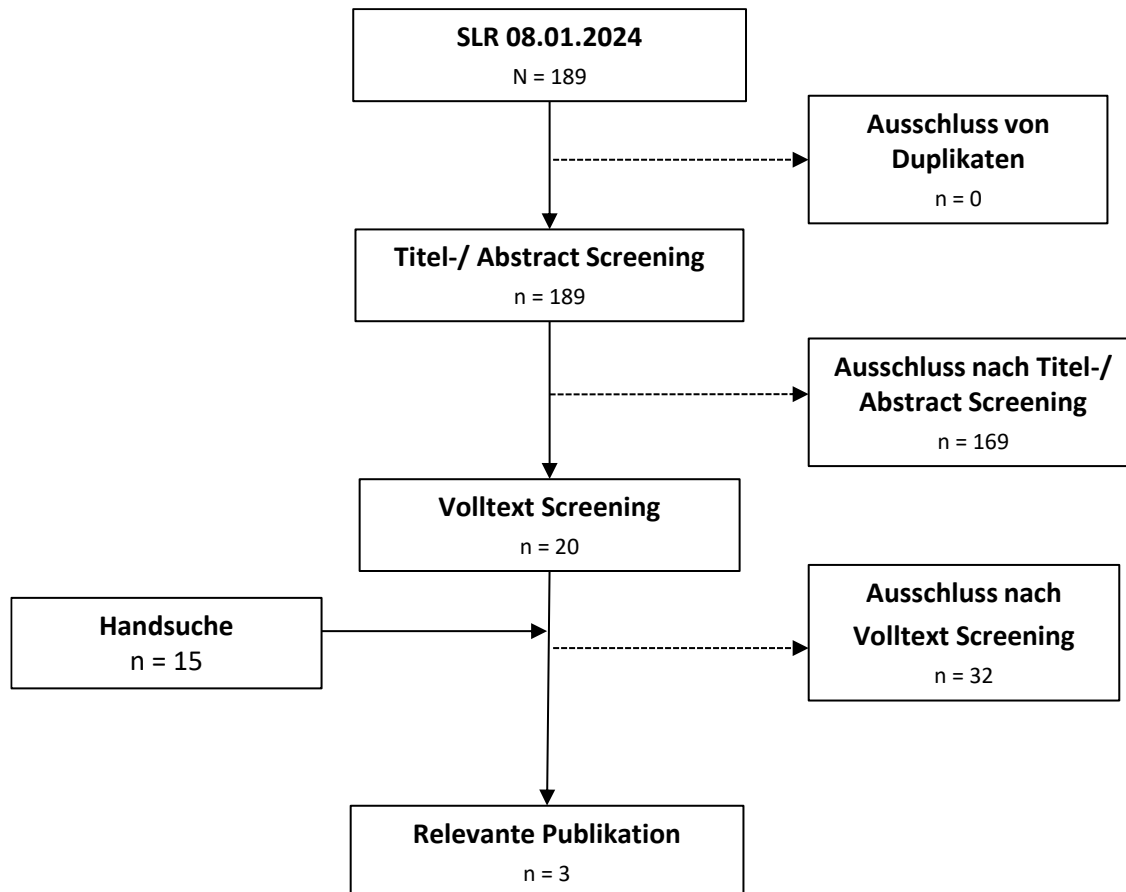 SLR 08.01.2024
N = 189
Ausschluss von
Duplikaten
n = 0
Titel-/ Abstract Screening
n = 189
Ausschluss nach Titel-/
Abstract Screening
n = 169
Volltext Screening
n = 20
Handsuche
n = 15
Ausschluss nach
Volltext Screening
n = 32
Relevante Publikation
n = 3